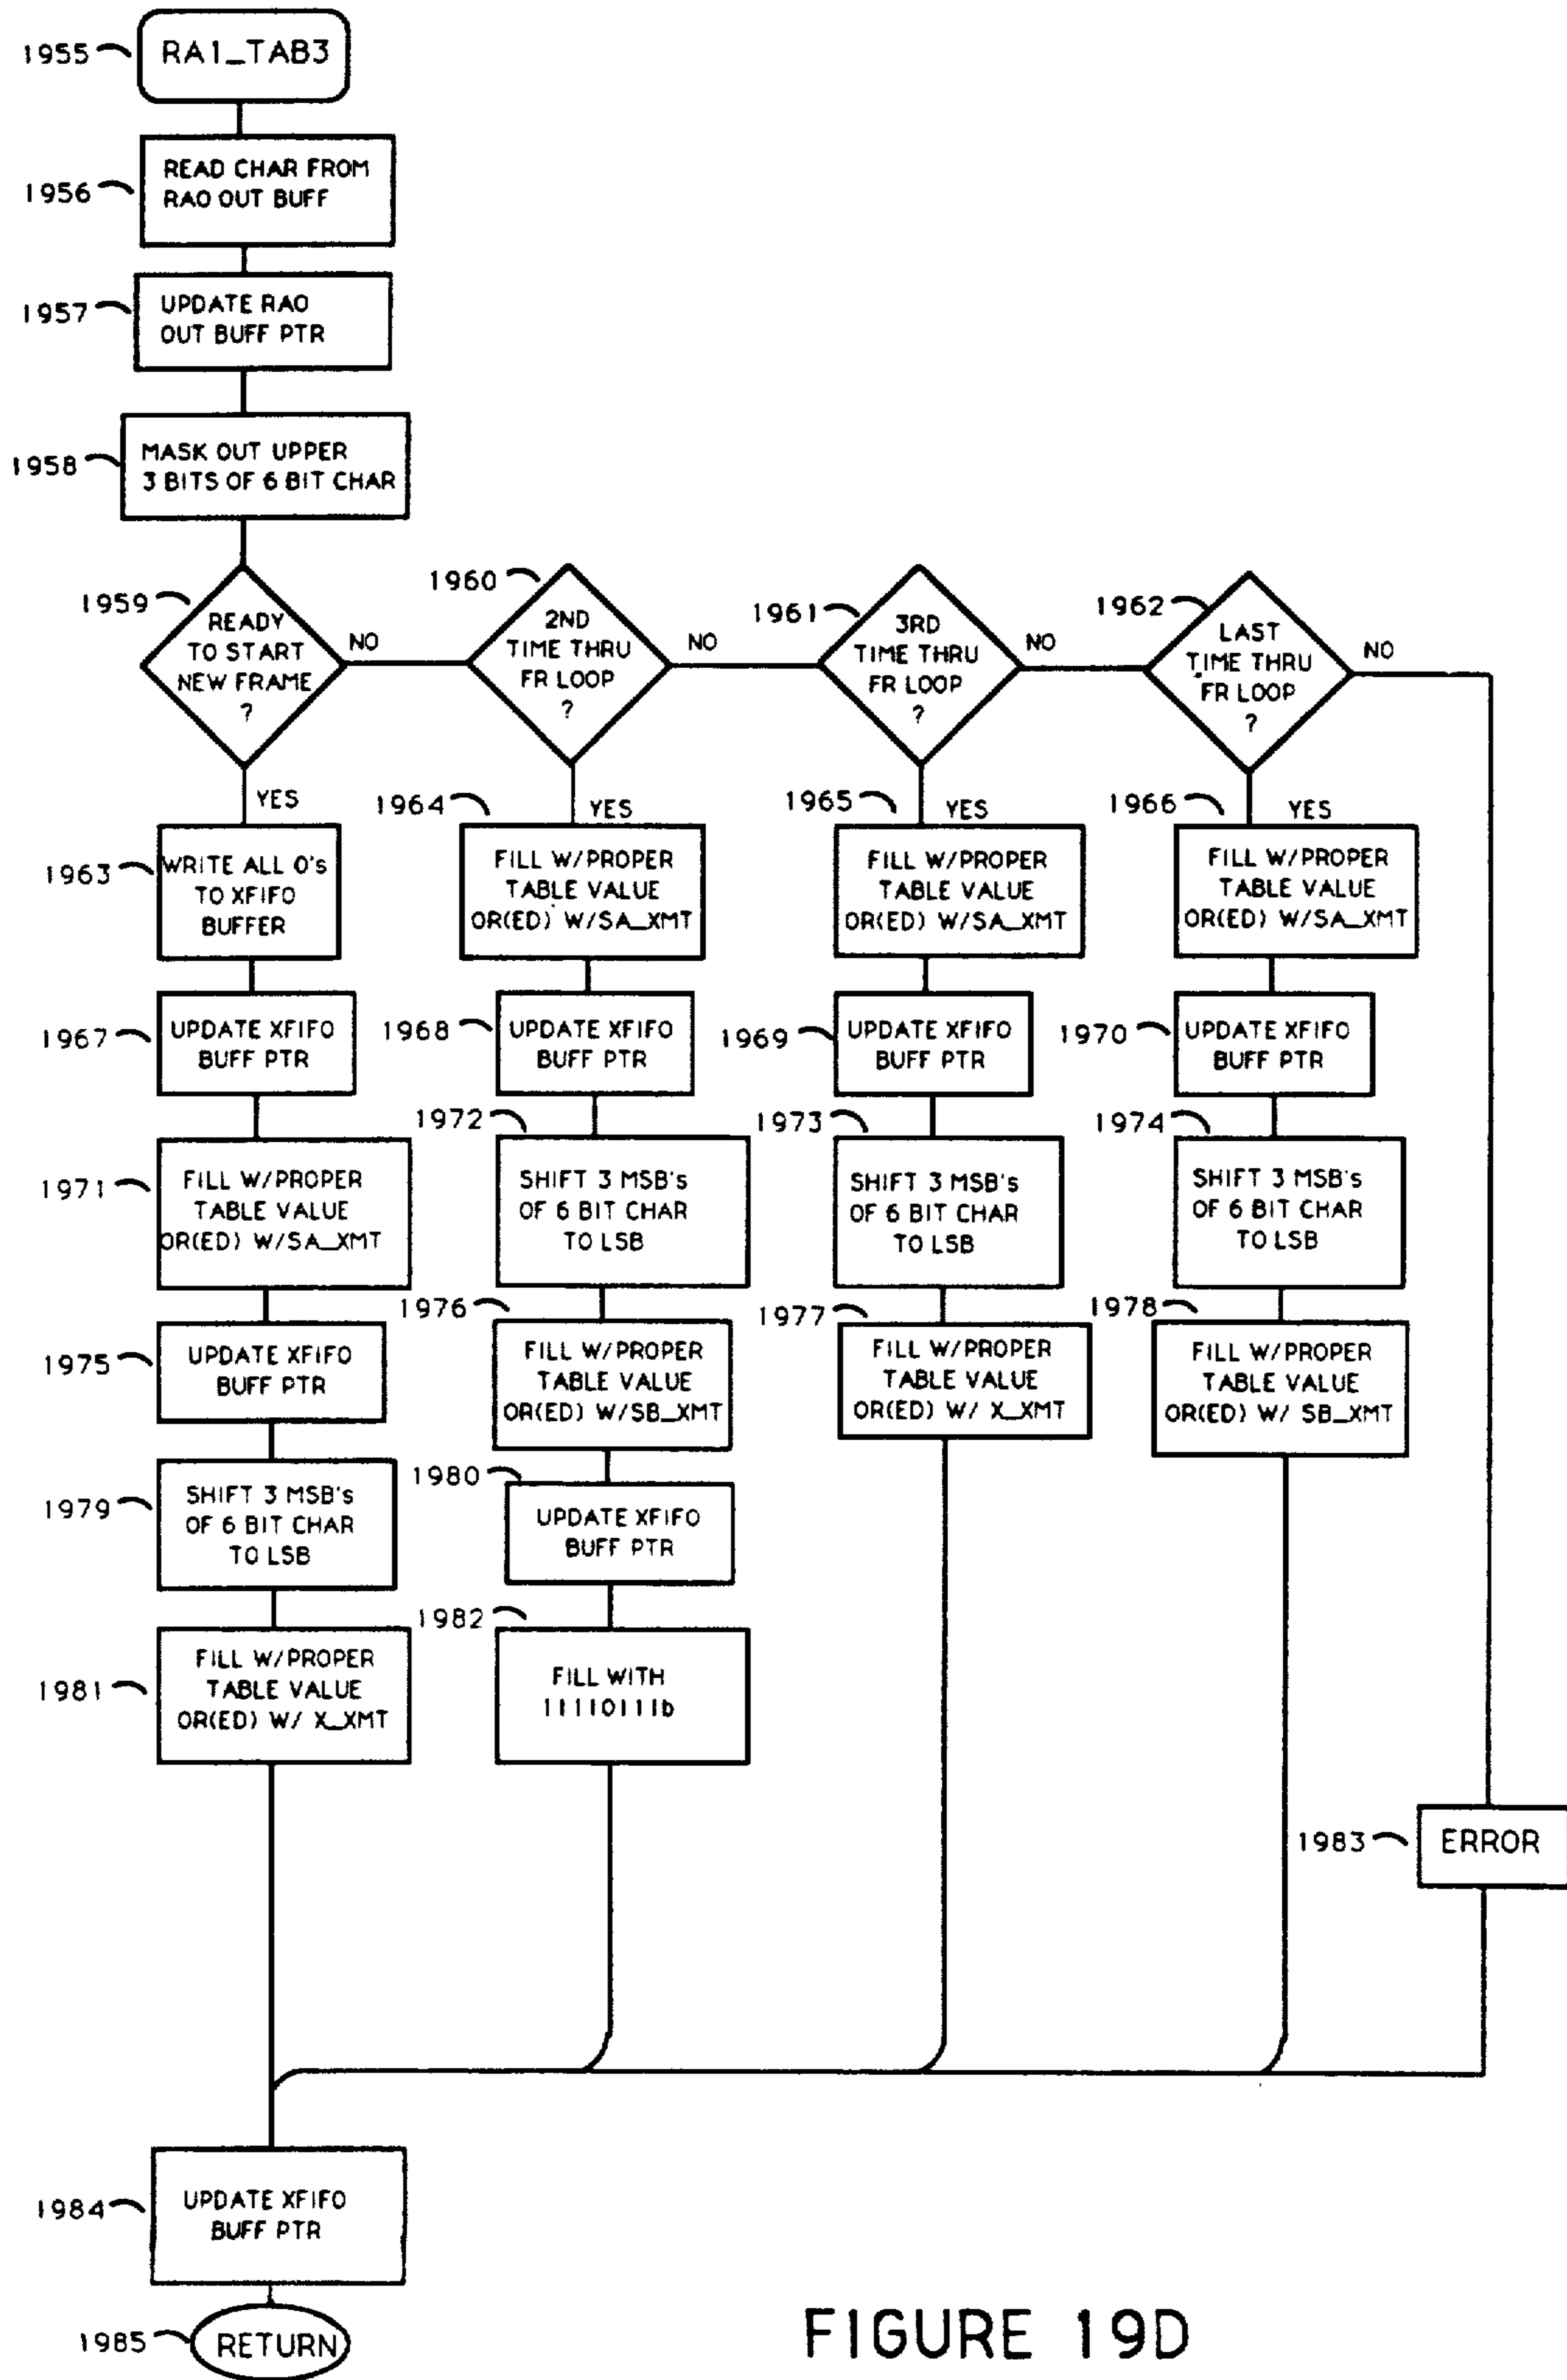 1955
RA1_TAB3
1956
READ CHAR FROM
RAO OUT BUFF
1957
UPDATE RAO
OUT BUFF PTR
1958
MASK OUT UPPER
3 BITS OF 6 BIT CHAR
1959
READY
TO START
NEW FRAME
?
NO
YES
1960
2ND
TIME THRU
FR LOOP
?
NO
YES
1961
3RD
TIME THRU
FR LOOP
?
NO
YES
1962
LAST
TIME THRU
FR LOOP
?
NO
YES
1963
WRITE ALL 0's
TO XFIFO
BUFFER
1964
FILL W/PROPER
TABLE VALUE
OR(ED) W/SA_XMT
1965
FILL W/PROPER
TABLE VALUE
OR(ED) W/SA_XMT
1966
FILL W/PROPER
TABLE VALUE
OR(ED) W/SA_XMT
1967
UPDATE XFIFO
BUFF PTR
1968
UPDATE XFIFO
BUFF PTR
1969
UPDATE XFIFO
BUFF PTR
1970
UPDATE XFIFO
BUFF PTR
1971
FILL W/PROPER
TABLE VALUE
OR(ED) W/SA_XMT
1972
SHIFT 3 MSB's
OF 6 BIT CHAR
TO LSB
1973
SHIFT 3 MSB's
OF 6 BIT CHAR
TO LSB
1974
SHIFT 3 MSB's
OF 6 BIT CHAR
TO LSB
1975
UPDATE XFIFO
BUFF PTR
1976
FILL W/PROPER
TABLE VALUE
OR(ED) W/SB_XMT
1977
FILL W/PROPER
TABLE VALUE
OR(ED) W/ X_XMT
1978
FILL W/PROPER
TABLE VALUE
OR(ED) W/ SB_XMT
1979
SHIFT 3 MSB's
OF 6 BIT CHAR
TO LSB
1980
UPDATE XFIFO
BUFF PTR
1981
FILL W/PROPER
TABLE VALUE
OR(ED) W/ X_XMT
1982
FILL WITH
11110111b
1983
ERROR
1984
UPDATE XFIFO
BUFF PTR
1985
RETURN
FIGURE 19D